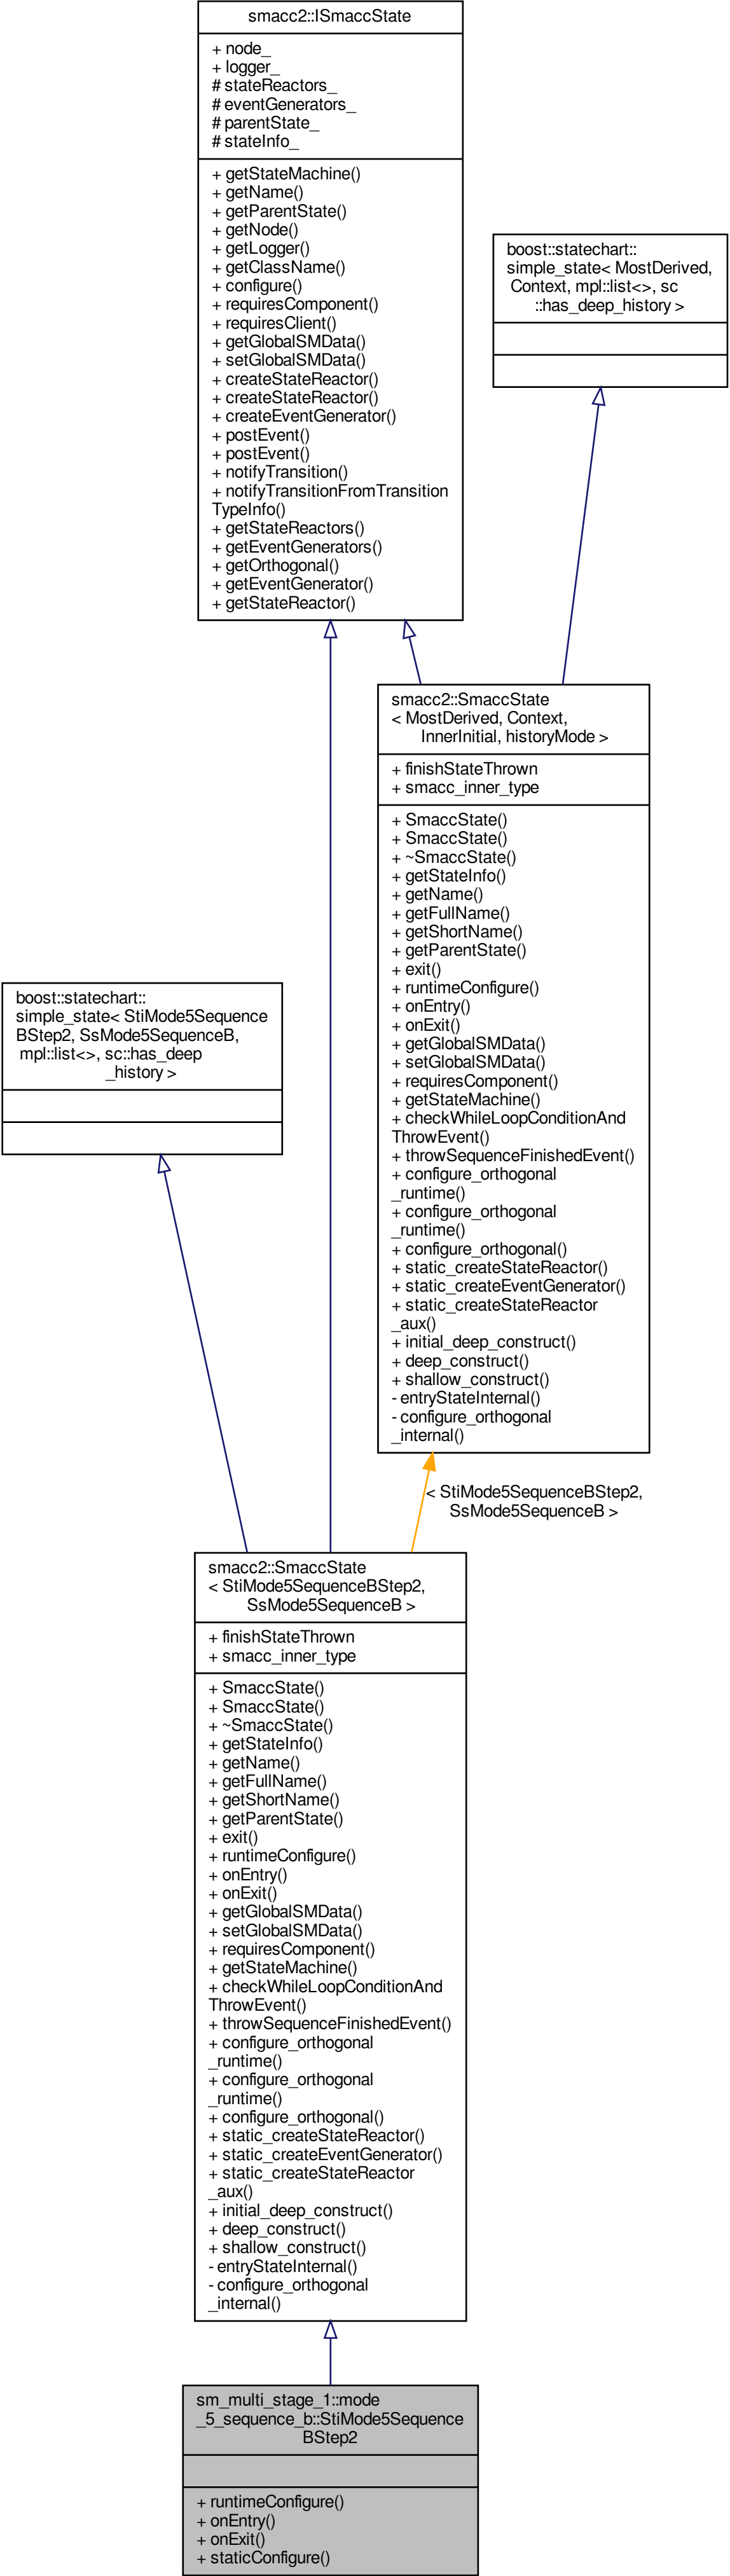 smacc2::ISmaccState
+ node_
+ logger_
# stateReactors_
# eventGenerators_
# parentState_
# stateInfo_
+ getStateMachine()
+ getName()
+ getParentState()
+ getNode()
+ getLogger()
+ getClassName()
+ configure()
+ requiresComponent()
+ requiresClient()
+ getGlobalSMData()
+ setGlobalSMData()
+ createStateReactor()
+ createStateReactor()
+ createEventGenerator()
+ postEvent()
+ postEvent()
+ notifyTransition()
+ notifyTransitionFromTransition
TypeInfo()
+ getStateReactors()
+ getEventGenerators()
+ getOrthogonal()
+ getEventGenerator()
+ getStateReactor()
boost::statechart::
simple_state< MostDerived,
Context, mpl::list<>, sc
::has_deep_history >
smacc2::SmaccState
< MostDerived, Context,
InnerInitial, historyMode >
+ finishStateThrown
+ smacc_inner_type
+ SmaccState()
+ SmaccState()
+ ~SmaccState()
+ getStateInfo()
+ getName()
+ getFullName()
+ getShortName()
+ getParentState()
+ exit()
+ runtimeConfigure()
+ onEntry()
+ onExit()
+ getGlobalSMData()
+ setGlobalSMData()
+ requiresComponent()
+ getStateMachine()
+ checkWhileLoopConditionAnd
ThrowEvent()
+ throwSequenceFinishedEvent()
+ configure_orthogonal
_runtime()
+ configure_orthogonal
_runtime()
+ configure_orthogonal()
+ static_createStateReactor()
+ static_createEventGenerator()
+ static_createStateReactor
_aux()
+ initial_deep_construct()
+ deep_construct()
+ shallow_construct()
- entryStateInternal()
- configure_orthogonal
_internal()
boost::statechart::
simple_state< StiMode5Sequence
BStep2, SsMode5SequenceB,
mpl::list<>, sc::has_deep
_history >
< StiMode5SequenceBStep2,
SsMode5SequenceB >
smacc2::SmaccState
< StiMode5SequenceBStep2,
SsMode5SequenceB >
+ finishStateThrown
+ smacc_inner_type
+ SmaccState()
+ SmaccState()
+ ~SmaccState()
+ getStateInfo()
+ getName()
+ getFullName()
+ getShortName()
+ getParentState()
+ exit()
+ runtimeConfigure()
+ onEntry()
+ onExit()
+ getGlobalSMData()
+ setGlobalSMData()
+ requiresComponent()
+ getStateMachine()
+ checkWhileLoopConditionAnd
ThrowEvent()
+ throwSequenceFinishedEvent()
+ configure_orthogonal
_runtime()
+ configure_orthogonal
_runtime()
+ configure_orthogonal()
+ static_createStateReactor()
+ static_createEventGenerator()
+ static_createStateReactor
_aux()
+ initial_deep_construct()
+ deep_construct()
+ shallow_construct()
- entryStateInternal()
- configure_orthogonal
_internal()
sm_multi_stage_1::mode
_5_sequence_b::StiMode5Sequence
BStep2
+ runtimeConfigure()
+ onEntry()
+ onExit()
+ staticConfigure()